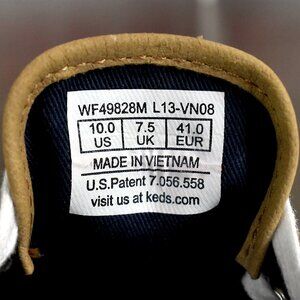 WF49828M L13-VN08
10.0 7.5 41.0
US UK EUR
MADE IN VIETNAM
U.S.Patent 7.056.558
visit us at keds.com